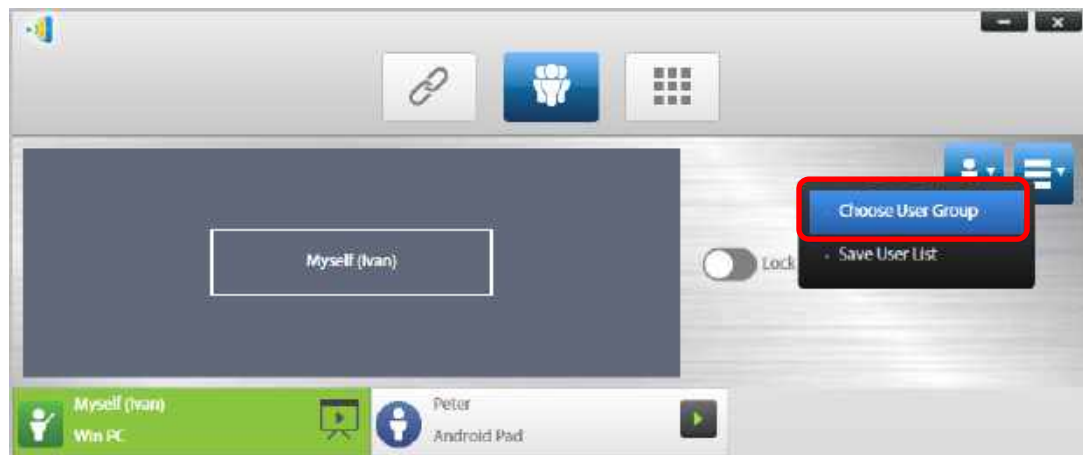 Choose User Group
Myself (Ivan)
Lock
- Save User List
Myself (Ivan)
Win PC
Peter
Android Pad